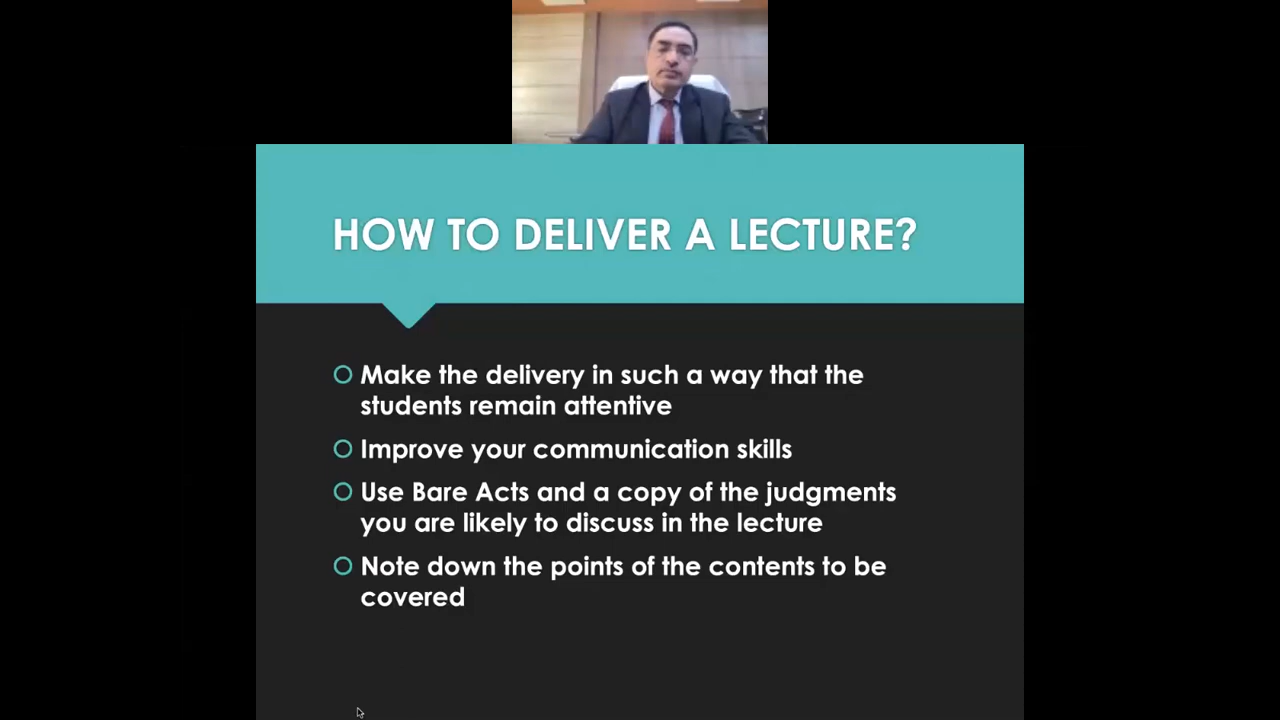 HOW TO DELIVER A LECTURE?
Make the delivery in such a way that the
students remain attentive
Improve your communication skills
Use Bare Acts and a copy of the judgments
you are likely to discuss in the lecture
Note down the points of the contents to be
covered